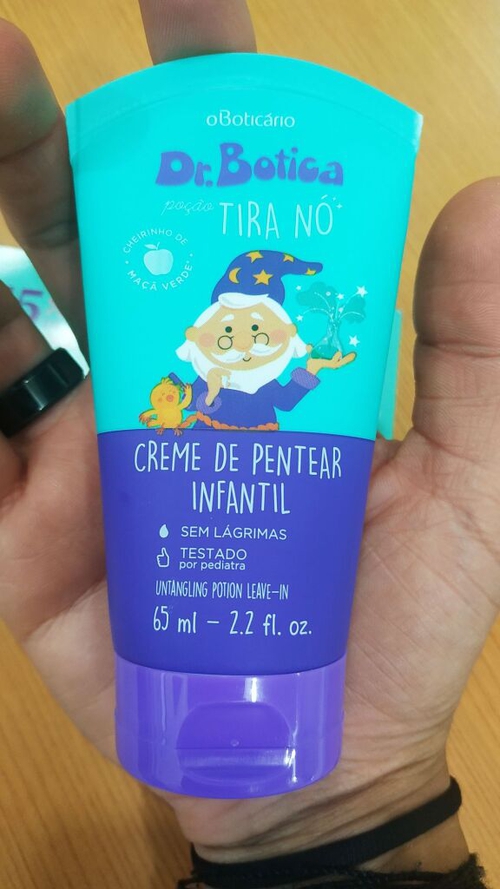 oBoticário
Dr. Botica
poção
TIRA NÓ
CHEIRINHO DE
MAÇÃ VERDE
CREME DE PENTEAR
INFANTIL
SEM LÁGRIMAS
TESTADO
por pediatra
UNTANGLING POTION LEAVE-IN
65 ml – 2.2 fl. oz.